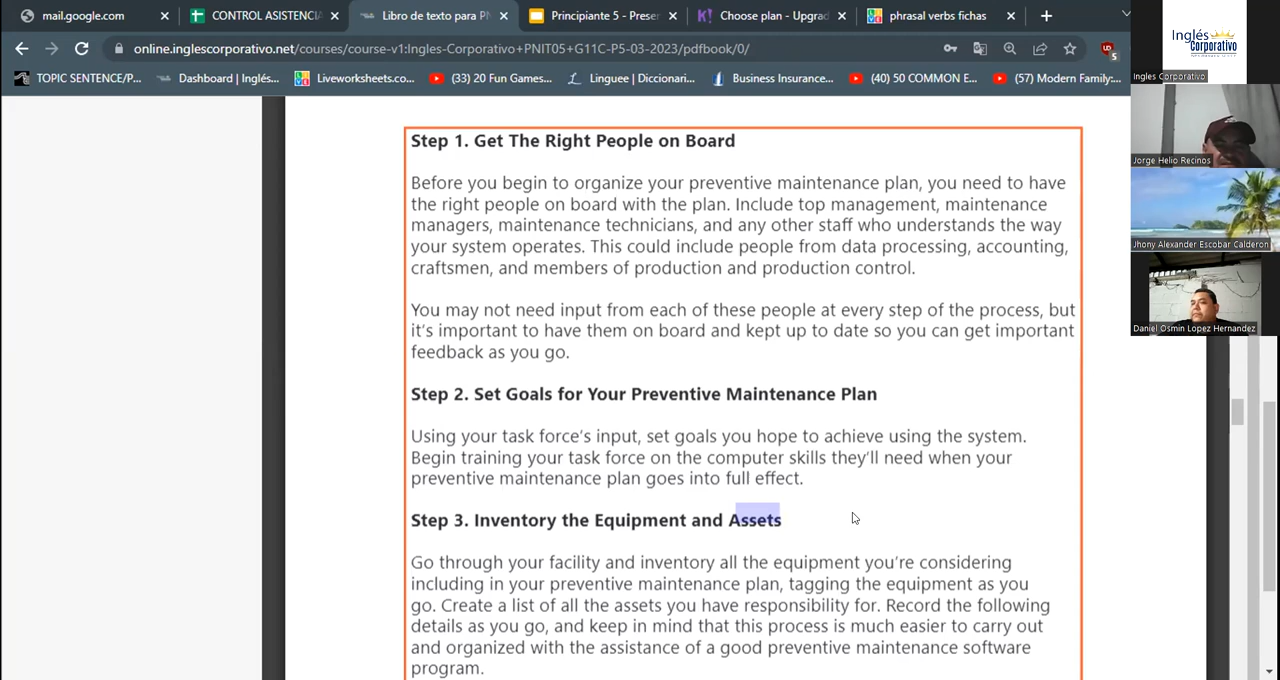 mail.google.com
CONTROL ASISTENCIA
Libro de texto para PN
Principiante 5 - Presen
Choose plan - Upgrad
phrasal verbs fichas
online.inglescorporativo.net/courses/course-v1:Ingles-Corporativo+PNIT05+G11C-P5-03-2023/pdfbook/0/
TOPIC SENTENCE/P...
Dashboard | Inglés...
Liveworksheets.co...
(33) 20 Fun Games...
Linguee | Diccionari...
Business Insurance...
(40) 50 COMMON E...
(57) Modern Family:...
Inglés
Corporativo
Ingles Corporativo
Jorge Helio Recinos
Jhony Alexander Escobar Calderon
Daniel Osmin Lopez Hernandez
Step 1. Get The Right People on Board
Before you begin to organize your preventive maintenance plan, you need to have
the right people on board with the plan. Include top management, maintenance
managers, maintenance technicians, and any other staff who understands the way
your system operates. This could include people from data processing, accounting,
craftsmen, and members of production and production control.
You may not need input from each of these people at every step of the process, but
it's important to have them on board and kept up to date so you can get important
feedback as you go.
Step 2. Set Goals for Your Preventive Maintenance Plan
Using your task force's input, set goals you hope to achieve using the system.
Begin training your task force on the computer skills they'll need when your
preventive maintenance plan goes into full effect.
Step 3. Inventory the Equipment and Assets
Go through your facility and inventory all the equipment you're considering
including in your preventive maintenance plan, tagging the equipment as you
go. Create a list of all the assets you have responsibility for. Record the following
details as you go, and keep in mind that this process is much easier to carry out
and organized with the assistance of a good preventive maintenance software
program.